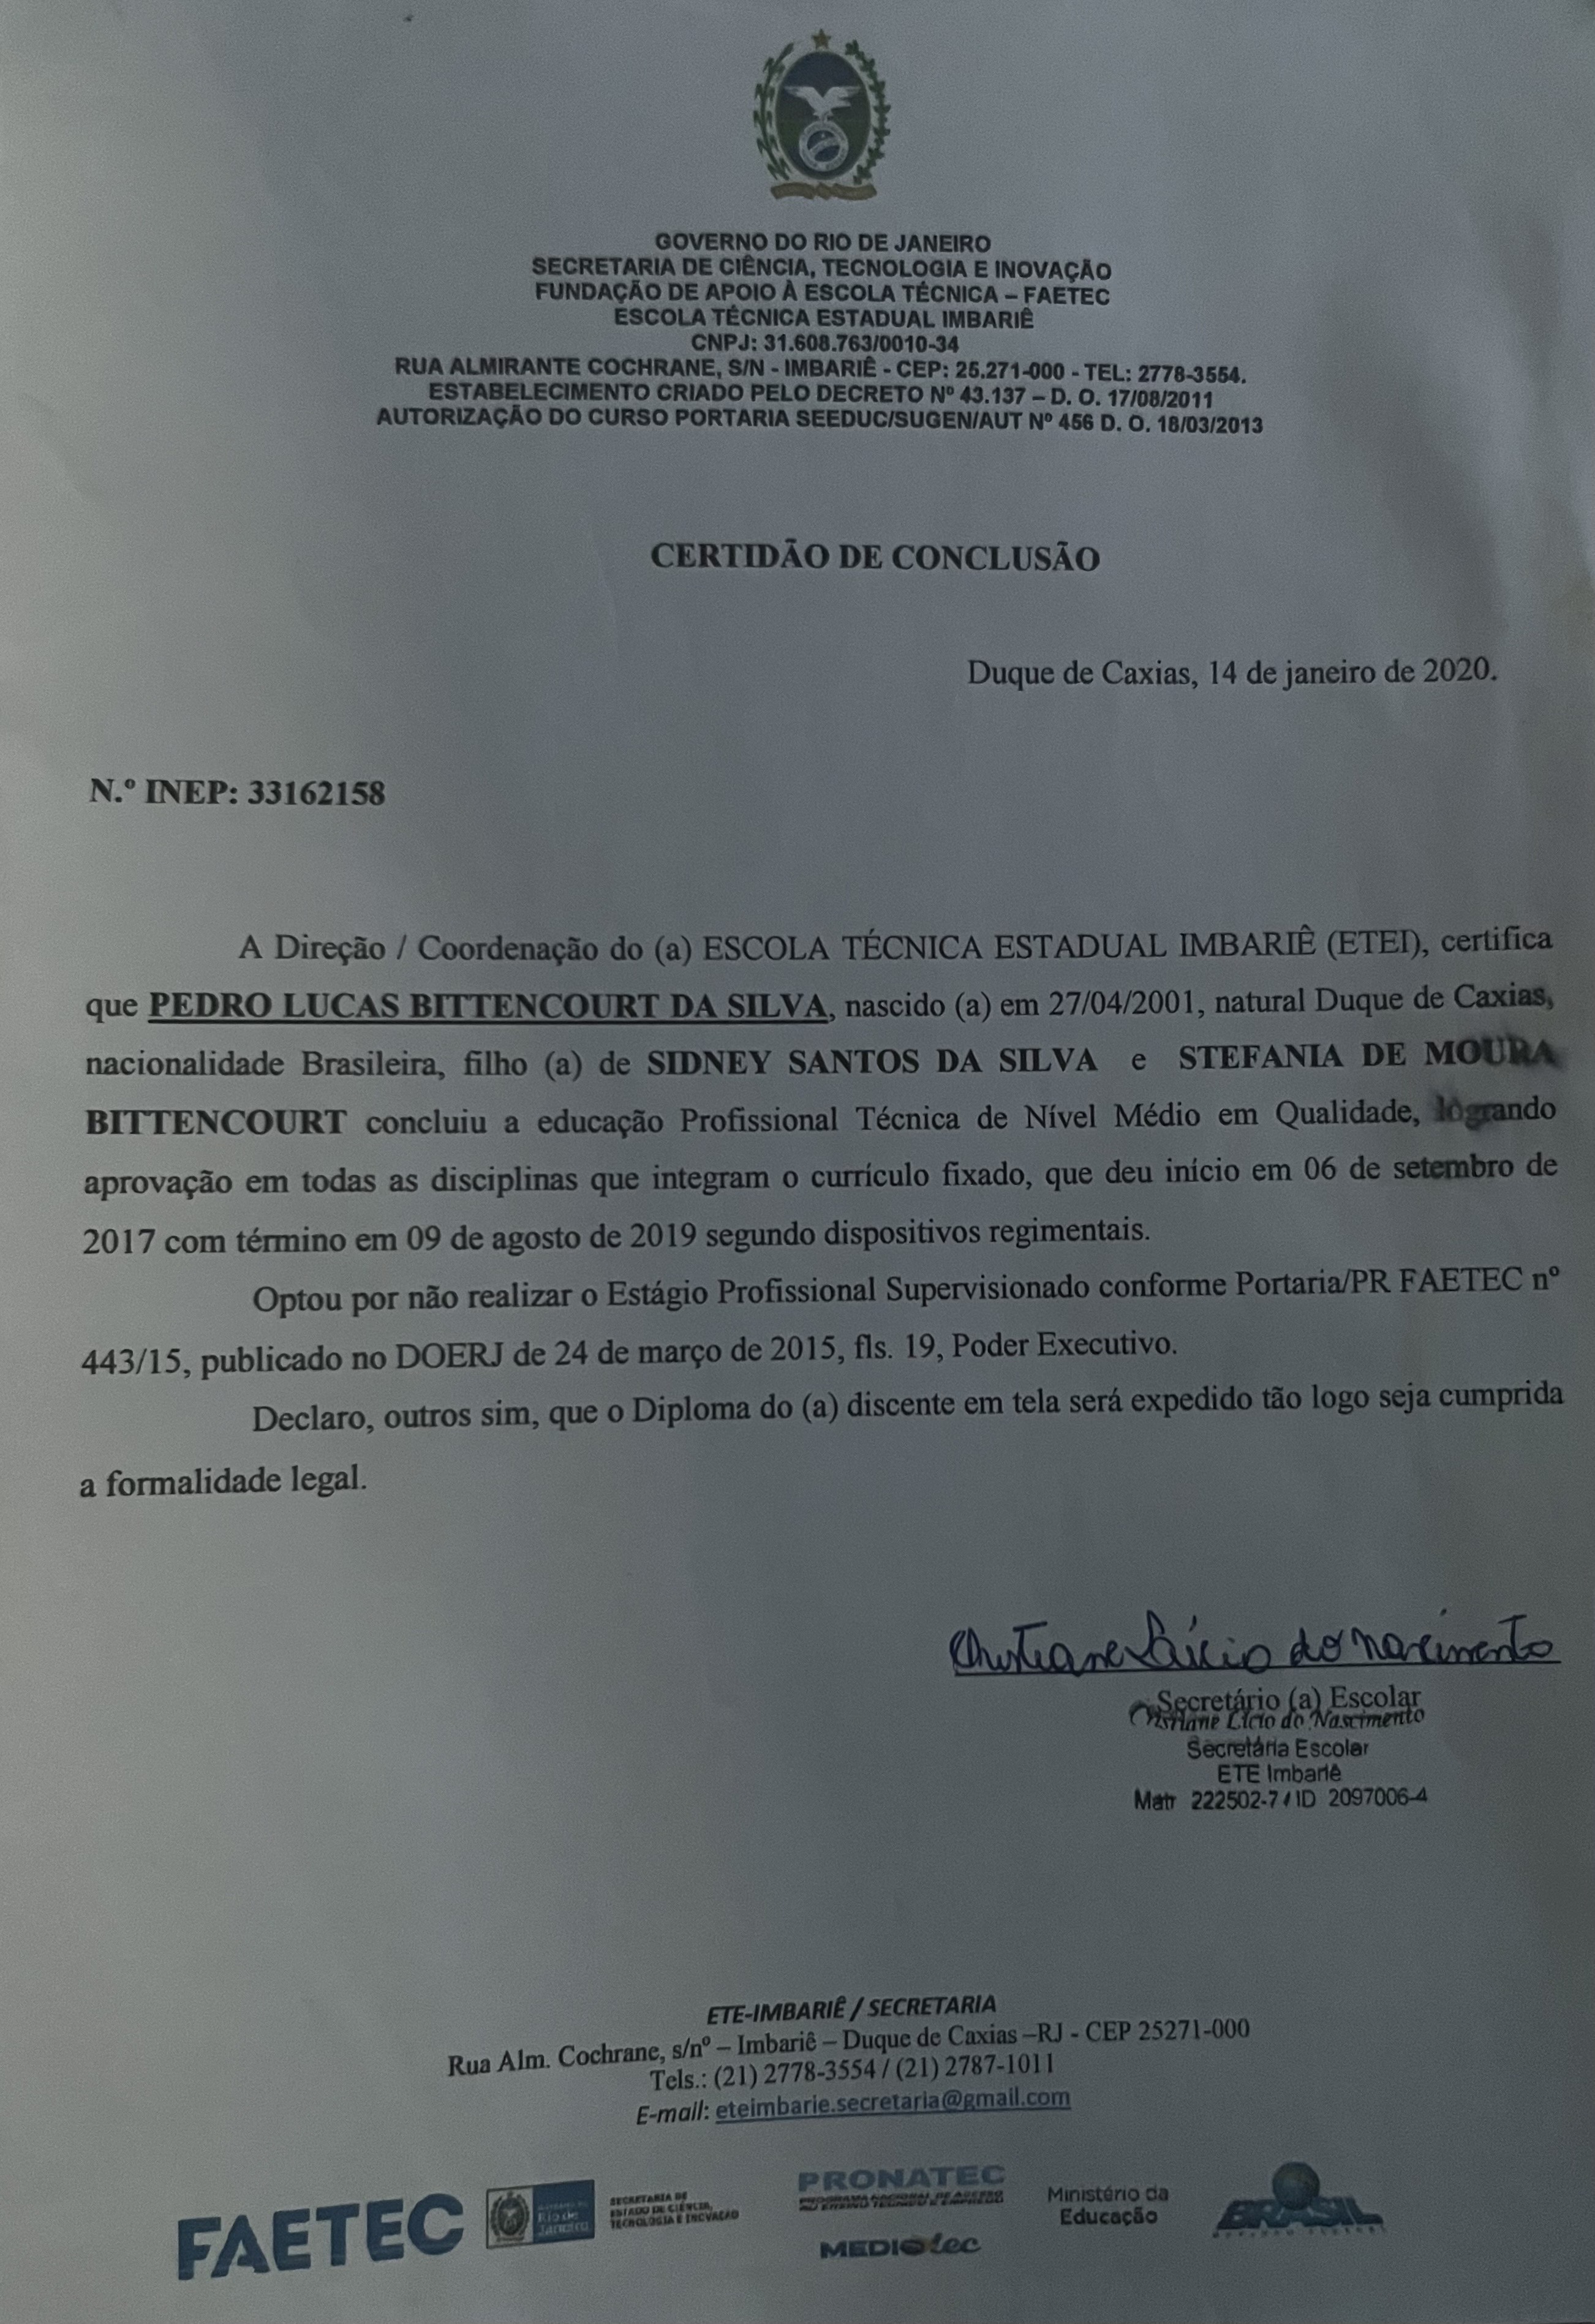 GOVERNO DO RIO DE JANEIRO
SECRETARIA DE CIÊNCIA, TECNOLOGIA E INOVAÇÃO
FUNDAÇÃO DE APOIO À ESCOLA TÉCNICA – FAETEC
ESCOLA TÉCNICA ESTADUAL IMBARIÊ
CNPJ: 31.608.763/0010-34
RUA ALMIRANTE COCHRANE, S/N - IMBARIÊ - CEP: 25.271-000 - TEL: 2778-3554.
ESTABELECIMENTO CRIADO PELO DECRETO Nº 43.137 – D. O. 17/08/2011
AUTORIZAÇÃO DO CURSO PORTARIA SEEDUC/SUGEN/AUT Nº 456 D. O. 18/03/2013
CERTIDÃO DE CONCLUSÃO
Duque de Caxias, 14 de janeiro de 2020.
N.º INEP: 33162158
A Direção / Coordenação do (a) ESCOLA TÉCNICA ESTADUAL IMBARIÊ (ETEI), certifica
que PEDRO LUCAS BITTENCOURT DA SILVA, nascido (a) em 27/04/2001, natural Duque de Caxias,
nacionalidade Brasileira, filho (a) de SIDNEY SANTOS DA SILVA e STEFANIA DE MOURA
BITTENCOURT concluiu a educação Profissional Técnica de Nível Médio em Qualidade, logrando
aprovação em todas as disciplinas que integram o currículo fixado, que deu início em 06 de setembro de
2017 com término em 09 de agosto de 2019 segundo dispositivos regimentais.
Optou por não realizar o Estágio Profissional Supervisionado conforme Portaria/PR FAETEC nº
443/15, publicado no DOERJ de 24 de março de 2015, fls. 19, Poder Executivo.
Declaro, outros sim, que o Diploma do (a) discente em tela será expedido tão logo seja cumprida
a formalidade legal.
Cristiane Lício do Nascimento
Secretário (a) Escolar
Cristiane Lício do Nascimento
Secretária Escolar
ETE Imbariê
Matr 222502-7 / ID 2097006-4
ETE-IMBARIÊ / SECRETARIA
Rua Alm. Cochrane, s/nº – Imbariê – Duque de Caxias –RJ - CEP 25271-000
Tels.: (21) 2778-3554 / (21) 2787-1011
E-mail: eteimbarie.secretaria@gmail.com
FAETEC
Rio de Janeiro
SECRETARIA DE
ESTADO DE CIÊNCIA,
TECNOLOGIA E INOVAÇÃO
PRONATEC
MEDIOtec
Ministério da
Educação
BRASIL